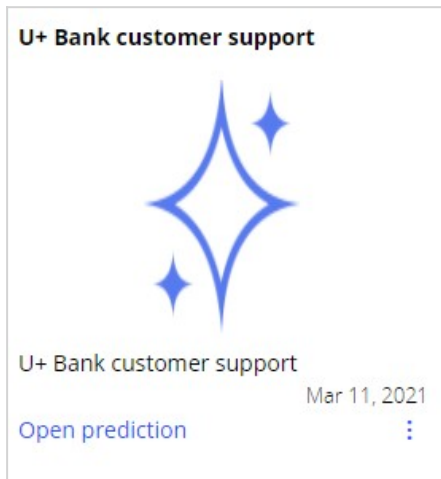 U+ Bank customer support
U+ Bank customer support
Mar 11, 2021
Open prediction